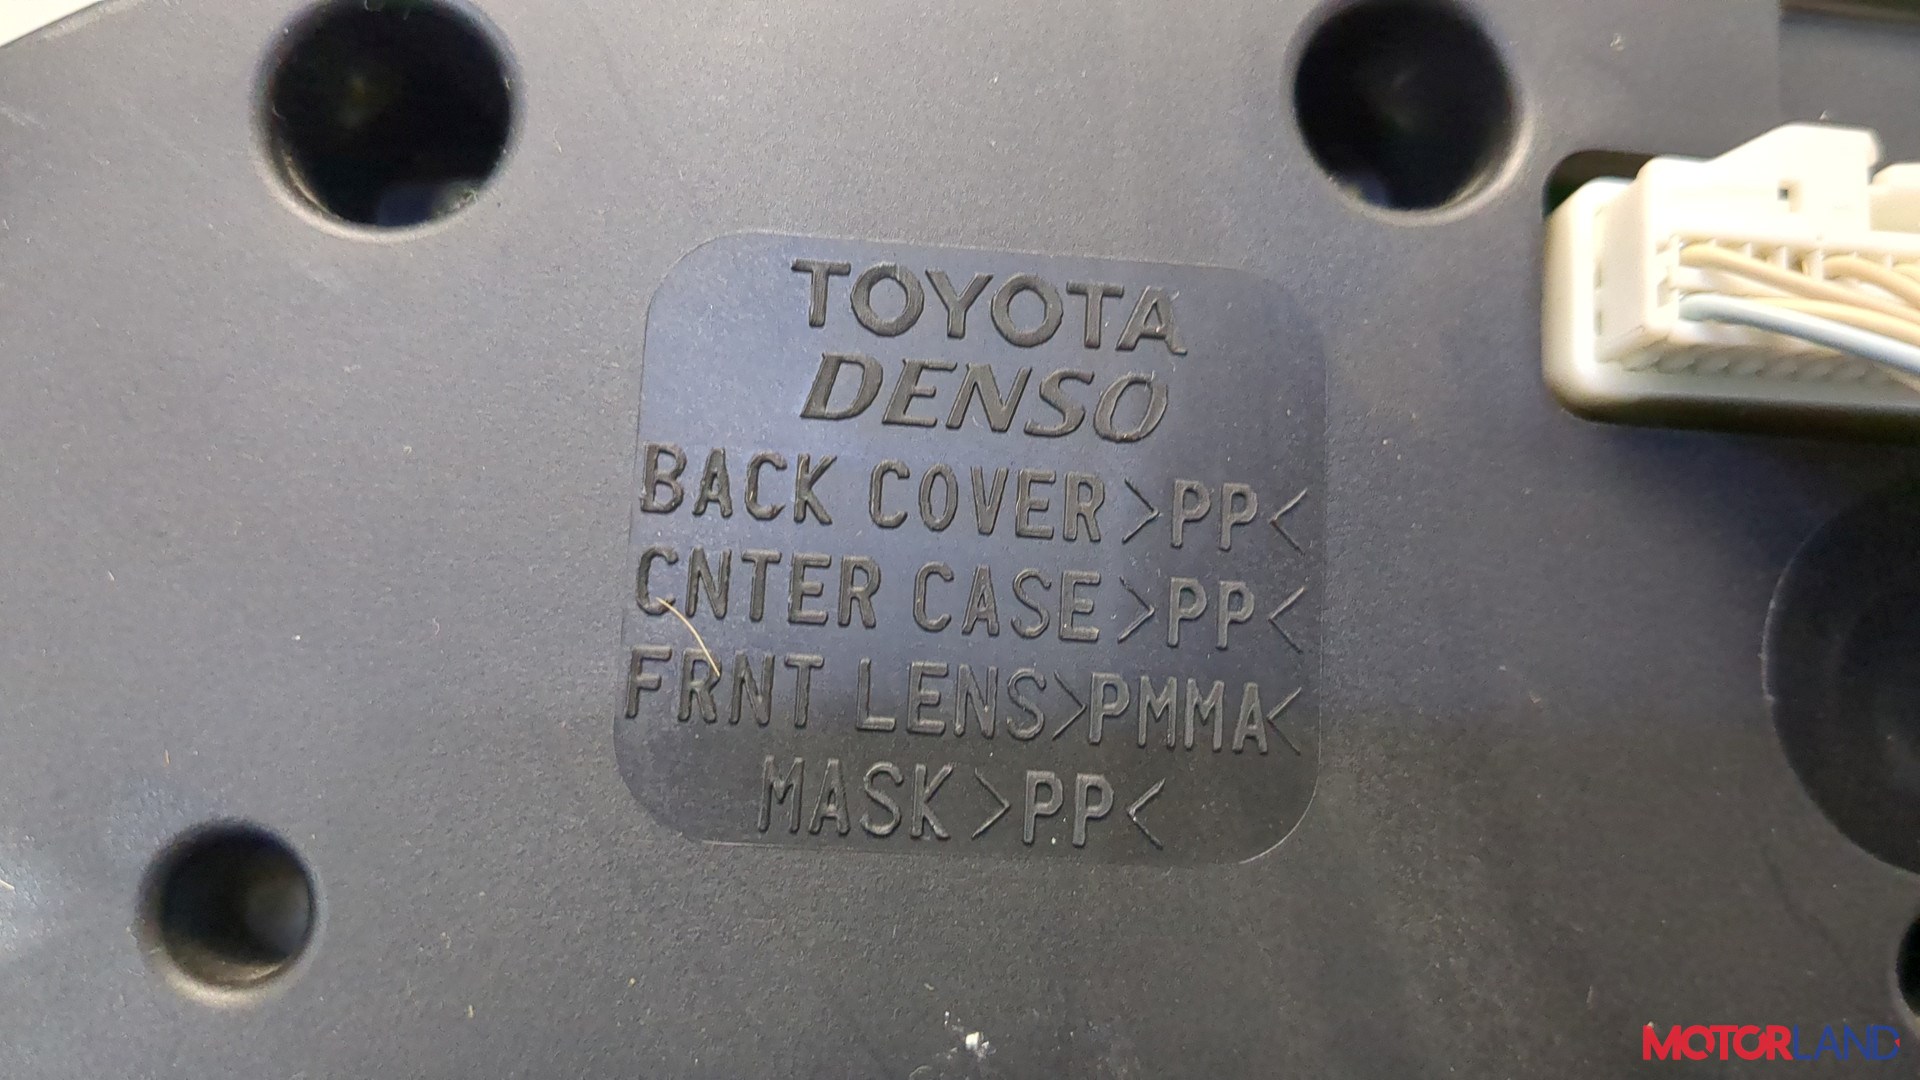 TOYOTA
DENSO
BACK COVER>PP<
CNTER CASE>PP<
FRNT LENS>PMMA<
MASK>PP<
MOTORLAND